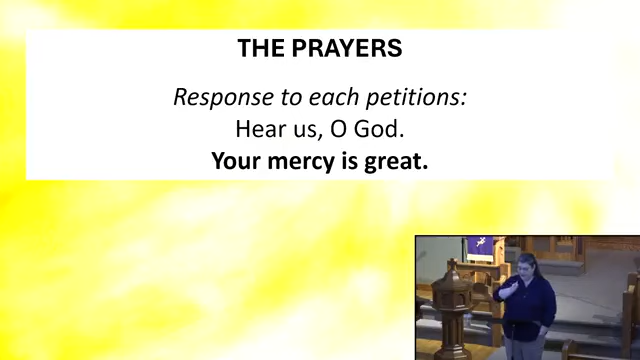 THE PRAYERS
Response to each petitions:
Hear us, O God.
Your mercy is great.